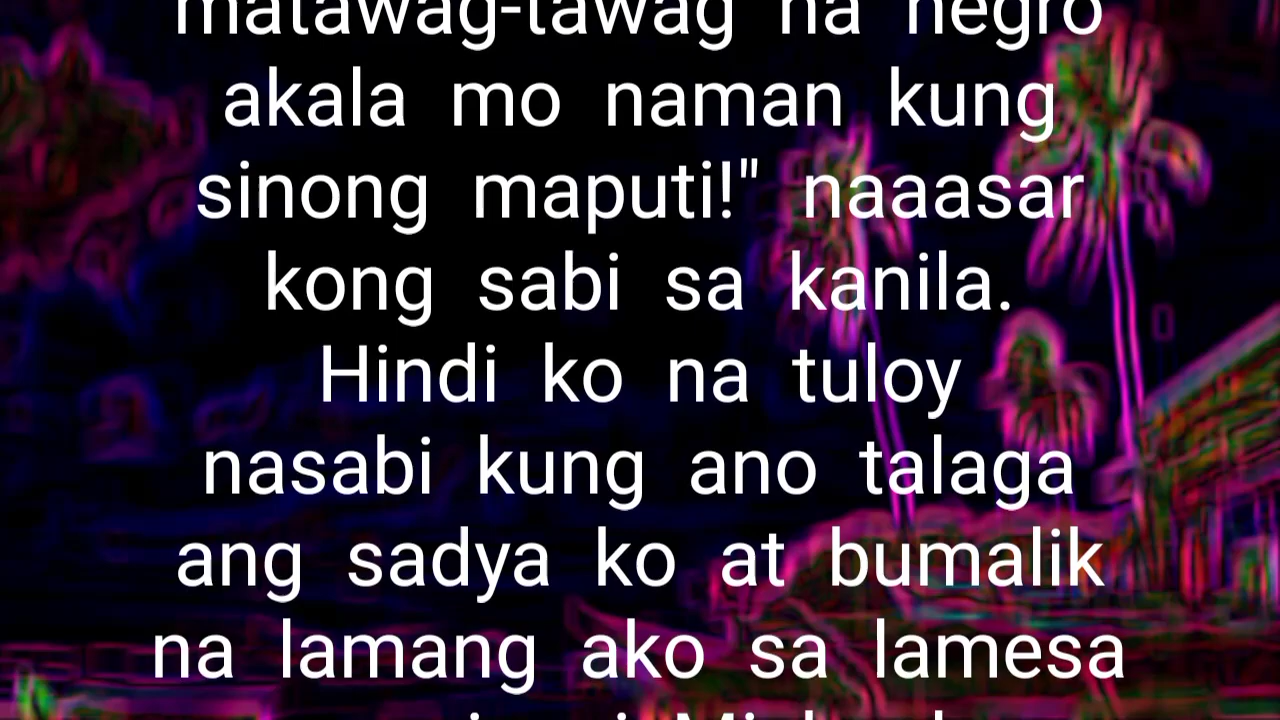 matawag-tawag na negro
akala mo naman kung
sinong maputi!" naaasar
kong sabi sa kanila.
Hindi ko na tuloy
nasabi kung ano talaga
ang sadya ko at bumalik
na lamang ako sa lamesa